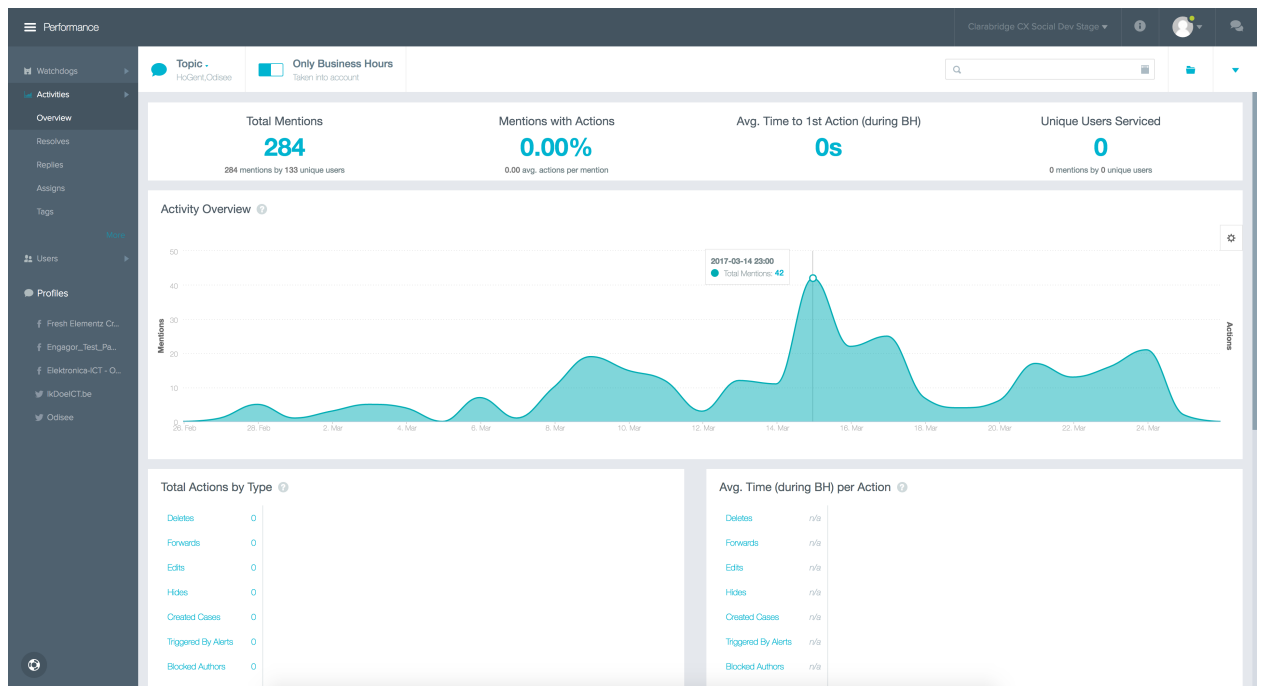 Performance
Clarabridge CX Social Dev Stage
Watchdogs
Activities
Overview
Resolves
Replies
Assigns
Tags
More
Users
Profiles
Fresh Elementz Cr...
Engagor_Test_Pa...
Elektronica-ICT - O...
IkDoeICT.be
Odisee
Topic
HoGent,Odisee
Only Business Hours
Taken into account
Total Mentions
284
284 mentions by 133 unique users
Mentions with Actions
0.00%
0.00 avg. actions per mention
Avg. Time to 1st Action (during BH)
0s
Unique Users Serviced
0
0 mentions by 0 unique users
Activity Overview ?
50
40
30
20
10
0
Mentions
Actions
2017-03-14 23:00
Total Mentions: 42
26. Feb
28. Feb
2. Mar
4. Mar
6. Mar
8. Mar
10. Mar
12. Mar
14. Mar
16. Mar
18. Mar
20. Mar
22. Mar
24. Mar
Total Actions by Type ?
Deletes 0
Forwards 0
Edits 0
Hides 0
Created Cases 0
Triggered By Alerts 0
Blocked Authors 0
Avg. Time (during BH) per Action ?
Deletes n/a
Forwards n/a
Edits n/a
Hides n/a
Created Cases n/a
Triggered By Alerts n/a
Blocked Authors n/a